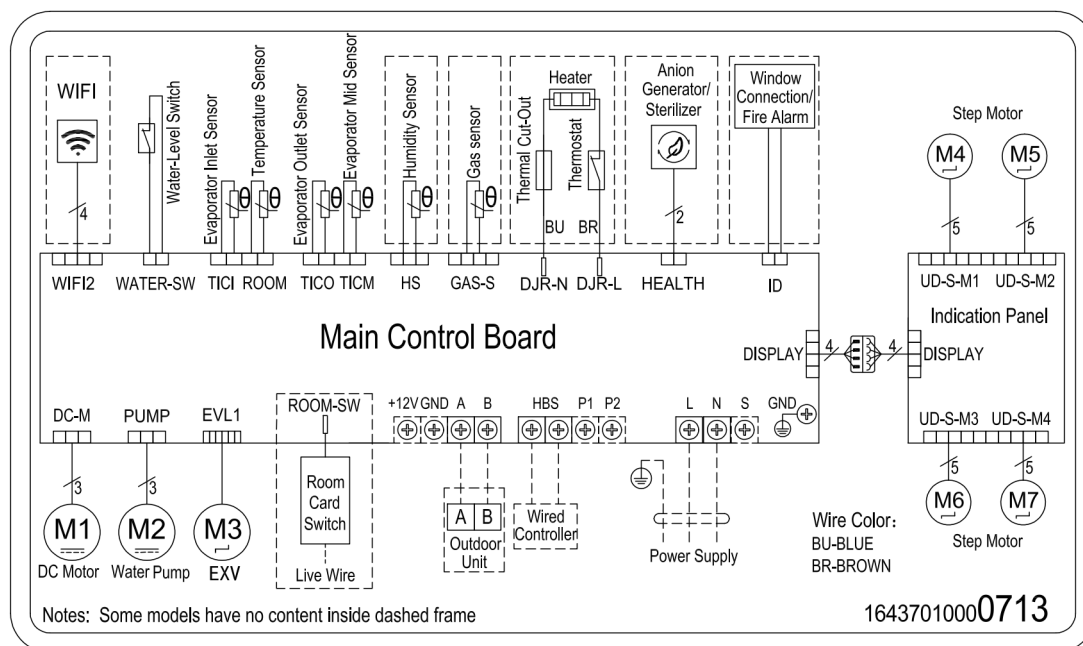 WIFI
4
Water-Level Switch
Evaporator Inlet Sensor
Temperature Sensor
Evaporator Outlet Sensor
Evaporator Mid Sensor
Humidity Sensor
Gas sensor
θ θ θ θ θ θ
Heater
Thermal Cut-Out
Thermostat
BU BR
Anion
Generator/
Sterilizer
2
Window
Connection/
Fire Alarm
Step Motor
M4 M5
5 5
WIFI2 WATER-SW TICI ROOM TICO TICM HS GAS-S DJR-N DJR-L HEALTH ID
UD-S-M1 UD-S-M2
Main Control Board
Indication Panel
DISPLAY 4 4 DISPLAY
DC-M PUMP EVL1 ROOM-SW
+12V GND A B HBS P1 P2 L N S GND
UD-S-M3 UD-S-M4
3 3
5 5
M1 M2 M3
DC Motor Water Pump EXV
Room
Card
Switch
Live Wire
A B
Outdoor
Unit
Wired
Controller
Power Supply
M6 M7
Step Motor
Wire Color:
BU-BLUE
BR-BROWN
Notes: Some models have no content inside dashed frame
16437010000713